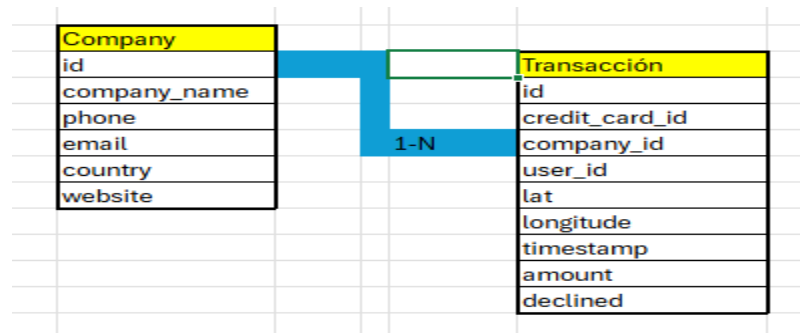 Company
id
company_name
phone
email
country
website
1-N
Transacción
id
credit_card_id
company_id
user_id
lat
longitude
timestamp
amount
declined